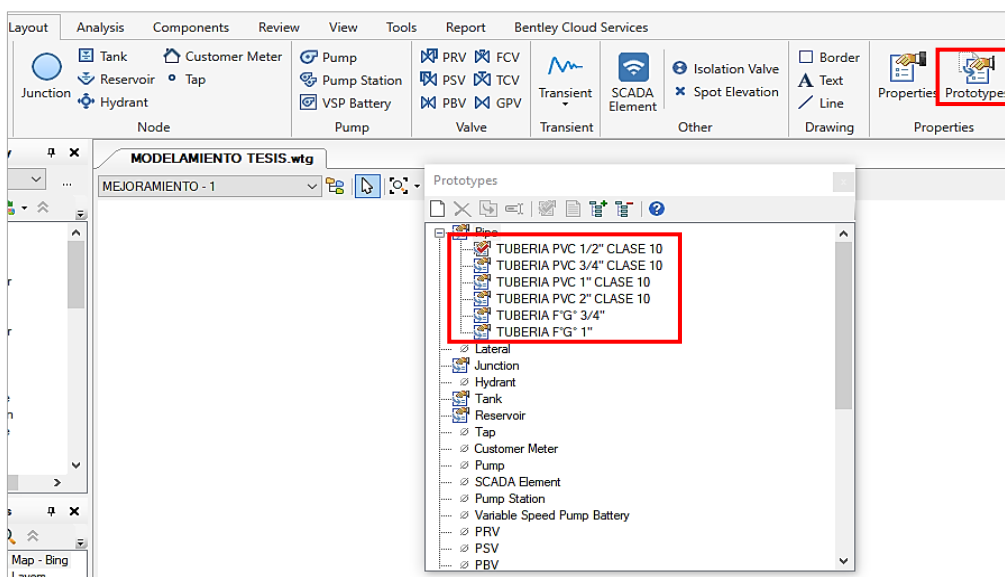 Layout Analysis Components Review View Tools Report Bentley Cloud Services
Junction
Tank
Customer Meter
Reservoir
Tap
Hydrant
Node
Pump
Pump Station
VSP Battery
Pump
PRV FCV
PSV TCV
PBV GPV
Valve
Transient
Transient
SCADA
Element
Isolation Valve
Spot Elevation
Other
Border
A Text
Line
Drawing
Properties
Prototypes
Properties
MODELAMIENTO TESIS.wtg
...
MEJORAMIENTO - 1
Prototypes
Pipe
TUBERIA PVC 1/2" CLASE 10
TUBERIA PVC 3/4" CLASE 10
TUBERIA PVC 1" CLASE 10
TUBERIA PVC 2" CLASE 10
TUBERIA F°G° 3/4"
TUBERIA F°G° 1"
Lateral
Junction
Hydrant
Tank
Reservoir
Tap
Customer Meter
Pump
SCADA Element
Pump Station
Variable Speed Pump Battery
PRV
PSV
PBV
Map - Bing